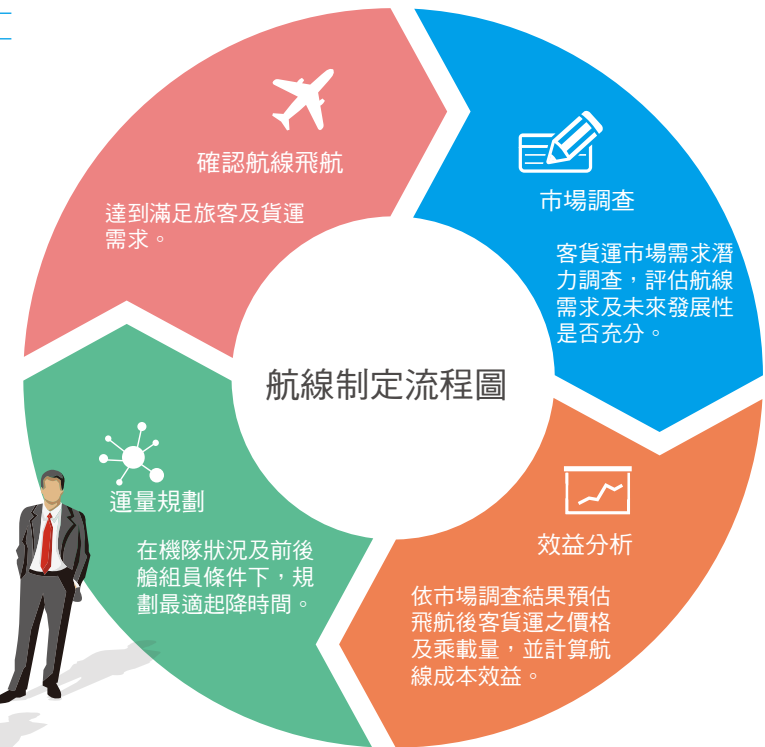 航線制定流程圖
市場調查
客貨運市場需求潛
力調查，評估航線
需求及未來發展性
是否充分。
效益分析
依市場調查結果預估
飛航後客貨運之價格
及乘載量，並計算航
線成本效益。
運量規劃
在機隊狀況及前後
艙組員條件下，規
劃最適起降時間。
確認航線飛航
達到滿足旅客及貨運
需求。